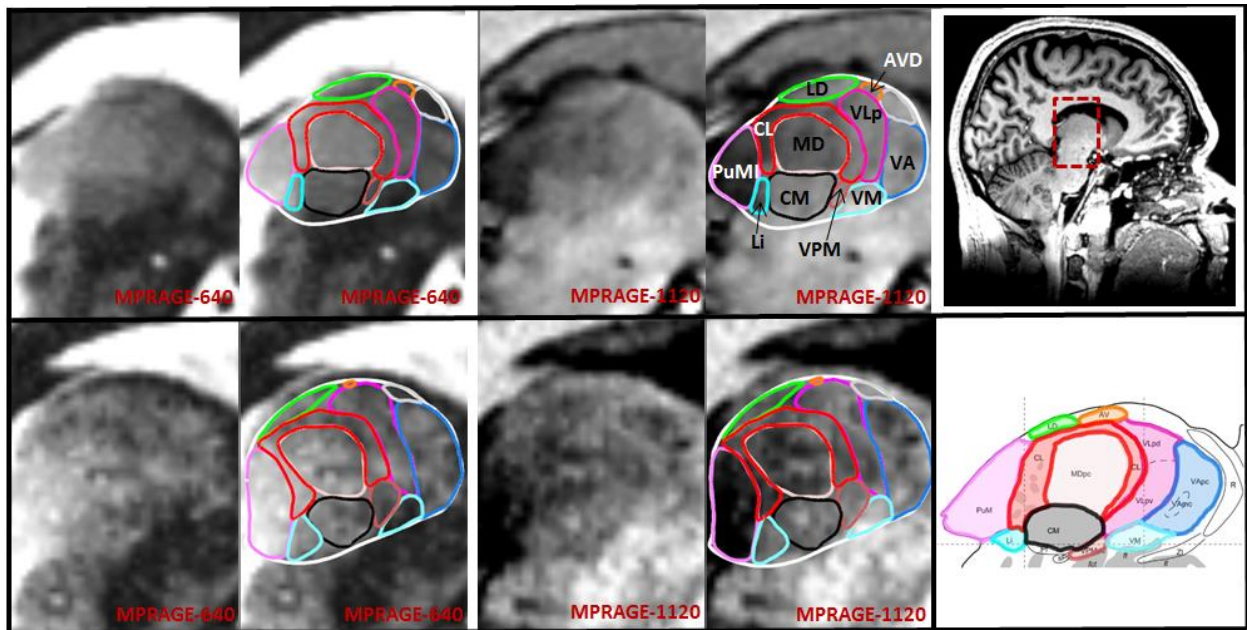 AVD
LD
VLp
CL
MD
VA
PuMl
CM
VM
Li
VPM
MPRAGE-640
MPRAGE-640
MPRAGE-1120
MPRAGE-1120
AV
LD
VLpd
CL
CL
MDpc
VApc
R
VLpv
VAmc
PuM
CM
Li
VM
ZI
R
MPRAGE-640
MPRAGE-640
MPRAGE-1120
MPRAGE-1120